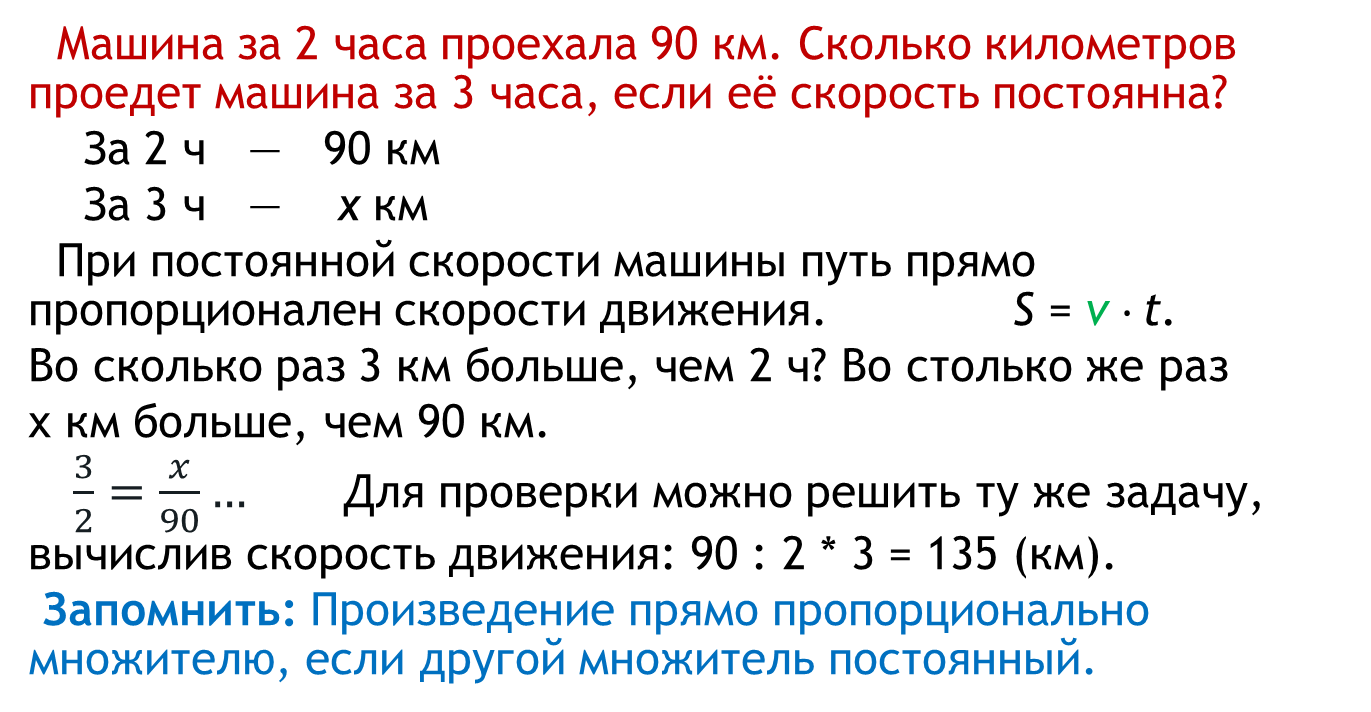 Машина за 2 часа проехала 90 км. Сколько километров
проедет машина за 3 часа, если её скорость постоянна?
За 2 ч — 90 км
За 3 ч — x км
При постоянной скорости машины путь прямо
пропорционален скорости движения. S = v · t.
Во сколько раз 3 км больше, чем 2 ч? Во столько же раз
х км больше, чем 90 км.
3/2 = x/90 … Для проверки можно решить ту же задачу,
вычислив скорость движения: 90 : 2 * 3 = 135 (км).
Запомнить: Произведение прямо пропорционально
множителю, если другой множитель постоянный.